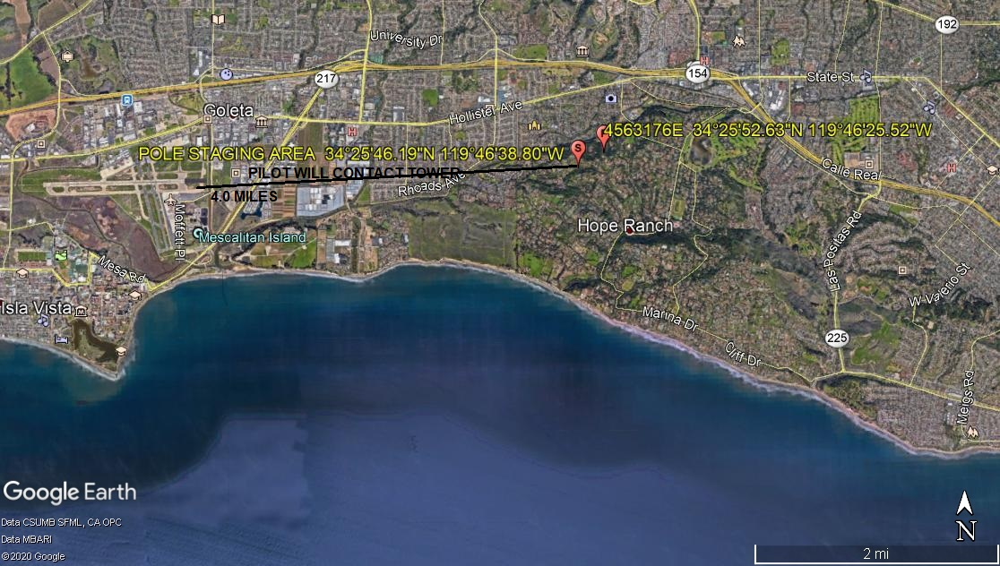 192
University Dr
217
154
State St
Goleta
Hollister Ave
4563176E 34°25'52.63"N 119°46'25.52"W
POLE STAGING AREA 34°25'46.19"N 119°46'38.80"W
S
PILOT WILL CONTACT TOWER
Calle Real
Rhoads Ave
4.0 MILES
Moffett Pl
Hope Ranch
Mescalitan Island
Las Positas Rd
Mesa Rd
W Valerio St
Isla Vista
Marina Dr
225
Cliff Dr
Meigs Rd
Google Earth
Data CSUMB SFML, CA OPC
Data MBARI
©2020 Google
N
2 mi